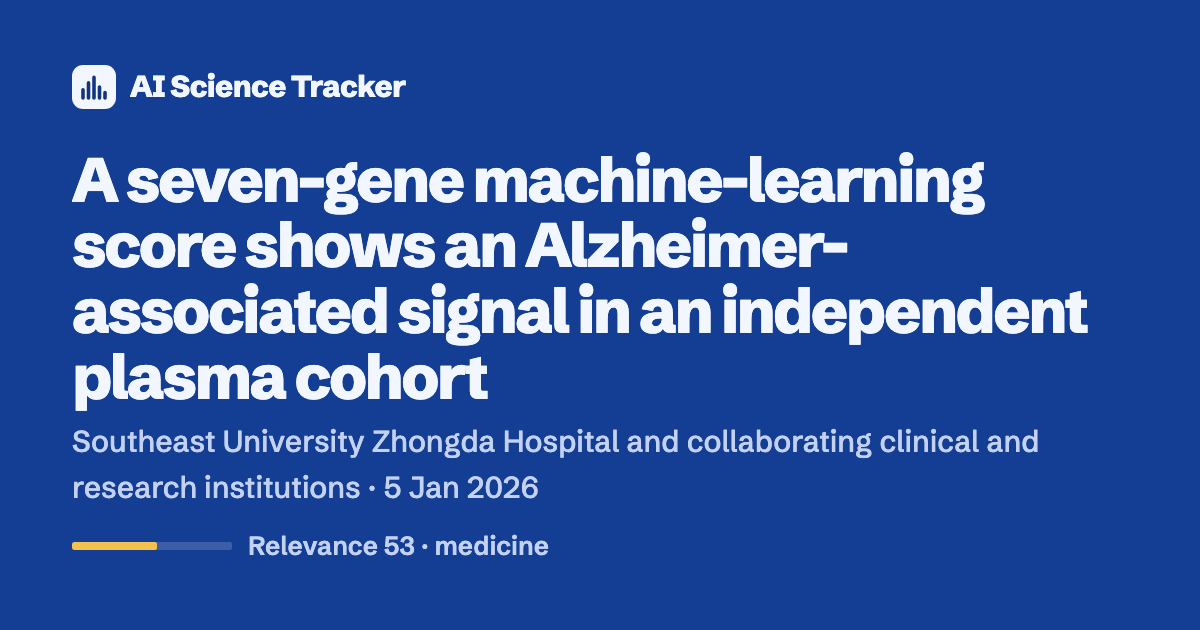 AI Science Tracker
A seven-gene machine-learning
score shows an Alzheimer-
associated signal in an independent
plasma cohort
Southeast University Zhongda Hospital and collaborating clinical and
research institutions · 5 Jan 2026
Relevance 53 · medicine